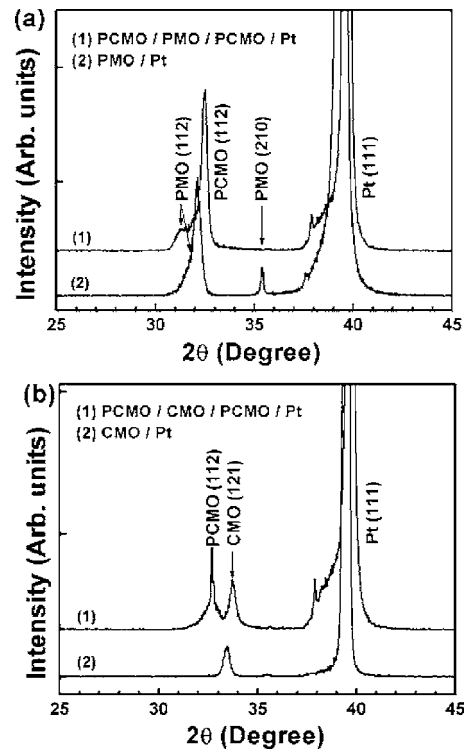 (a)
(1) PCMO / PMO / PCMO / Pt
(2) PMO / Pt
PMO (112)
PCMO (112)
PMO (210)
Pt (111)
(1)
(2)
Intensity (Arb. units)
25 30 35 40 45
2θ (Degree)
(b)
(1) PCMO / CMO / PCMO / Pt
(2) CMO / Pt
PCMO (112)
CMO (121)
Pt (111)
(1)
(2)
Intensity (Arb. units)
25 30 35 40 45
2θ (Degree)